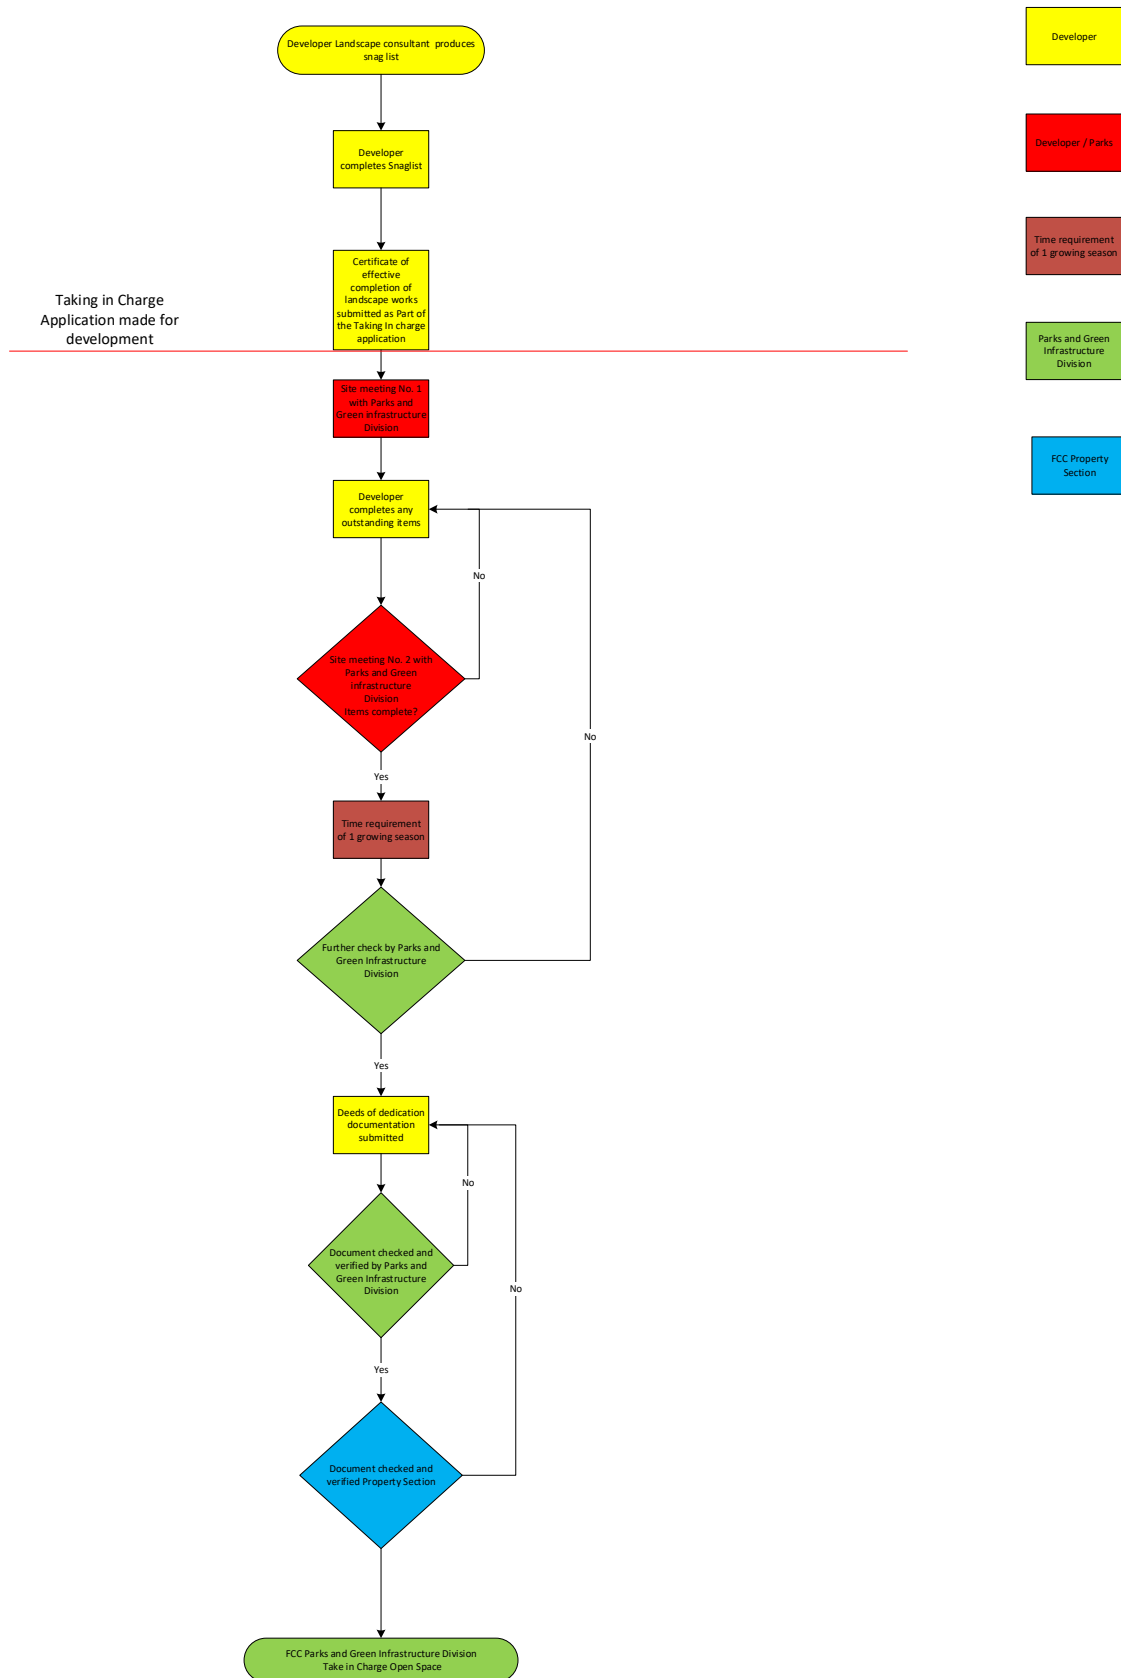 Developer Landscape consultant produces
snag list
Developer
Developer
completes Snaglist
Developer / Parks
Time requirement
of 1 growing season
Certificate of
effective
completion of
landscape works
submitted as Part of
the Taking In charge
application
Taking in Charge
Application made for
development
Parks and Green
Infrastructure
Division
Site meeting No. 1
with Parks and
Green infrastructure
Division
FCC Property
Section
Developer
completes any
outstanding items
No
Site meeting No. 2 with
Parks and Green
Infrastructure
Division
Items complete?
No
Yes
Time requirement
of 1 growing season
Further check by Parks and
Green Infrastructure
Division
Yes
Deeds of dedication
documentation
submitted
No
Document checked and
verified by Parks and
Green Infrastructure
Division
No
Yes
Document checked and
verified Property Section
FCC Parks and Green Infrastructure Division
Take in Charge Open Space